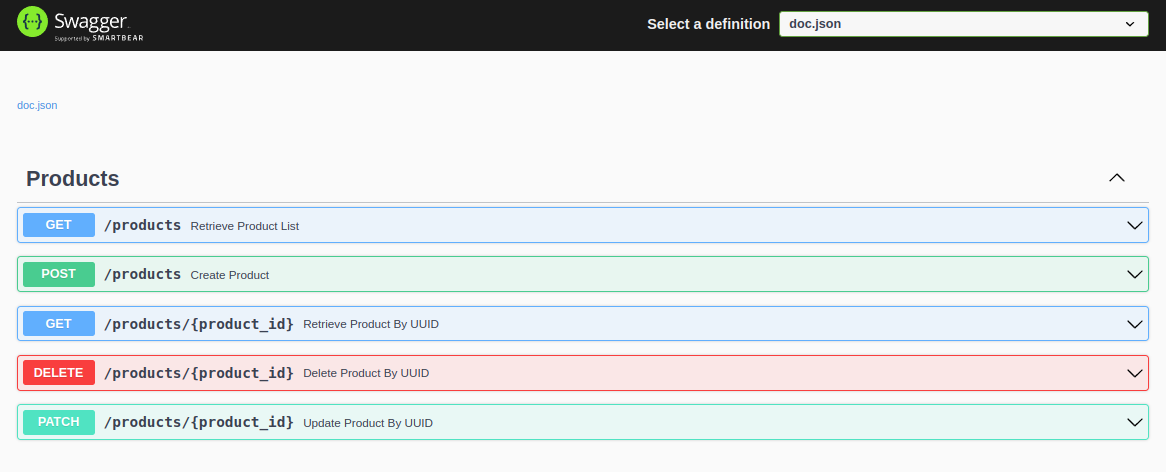 {···} Swagger
Supported by SMARTBEAR
Select a definition doc.json
doc.json
Products
GET /products Retrieve Product List
POST /products Create Product
GET /products/{product_id} Retrieve Product By UUID
DELETE /products/{product_id} Delete Product By UUID
PATCH /products/{product_id} Update Product By UUID